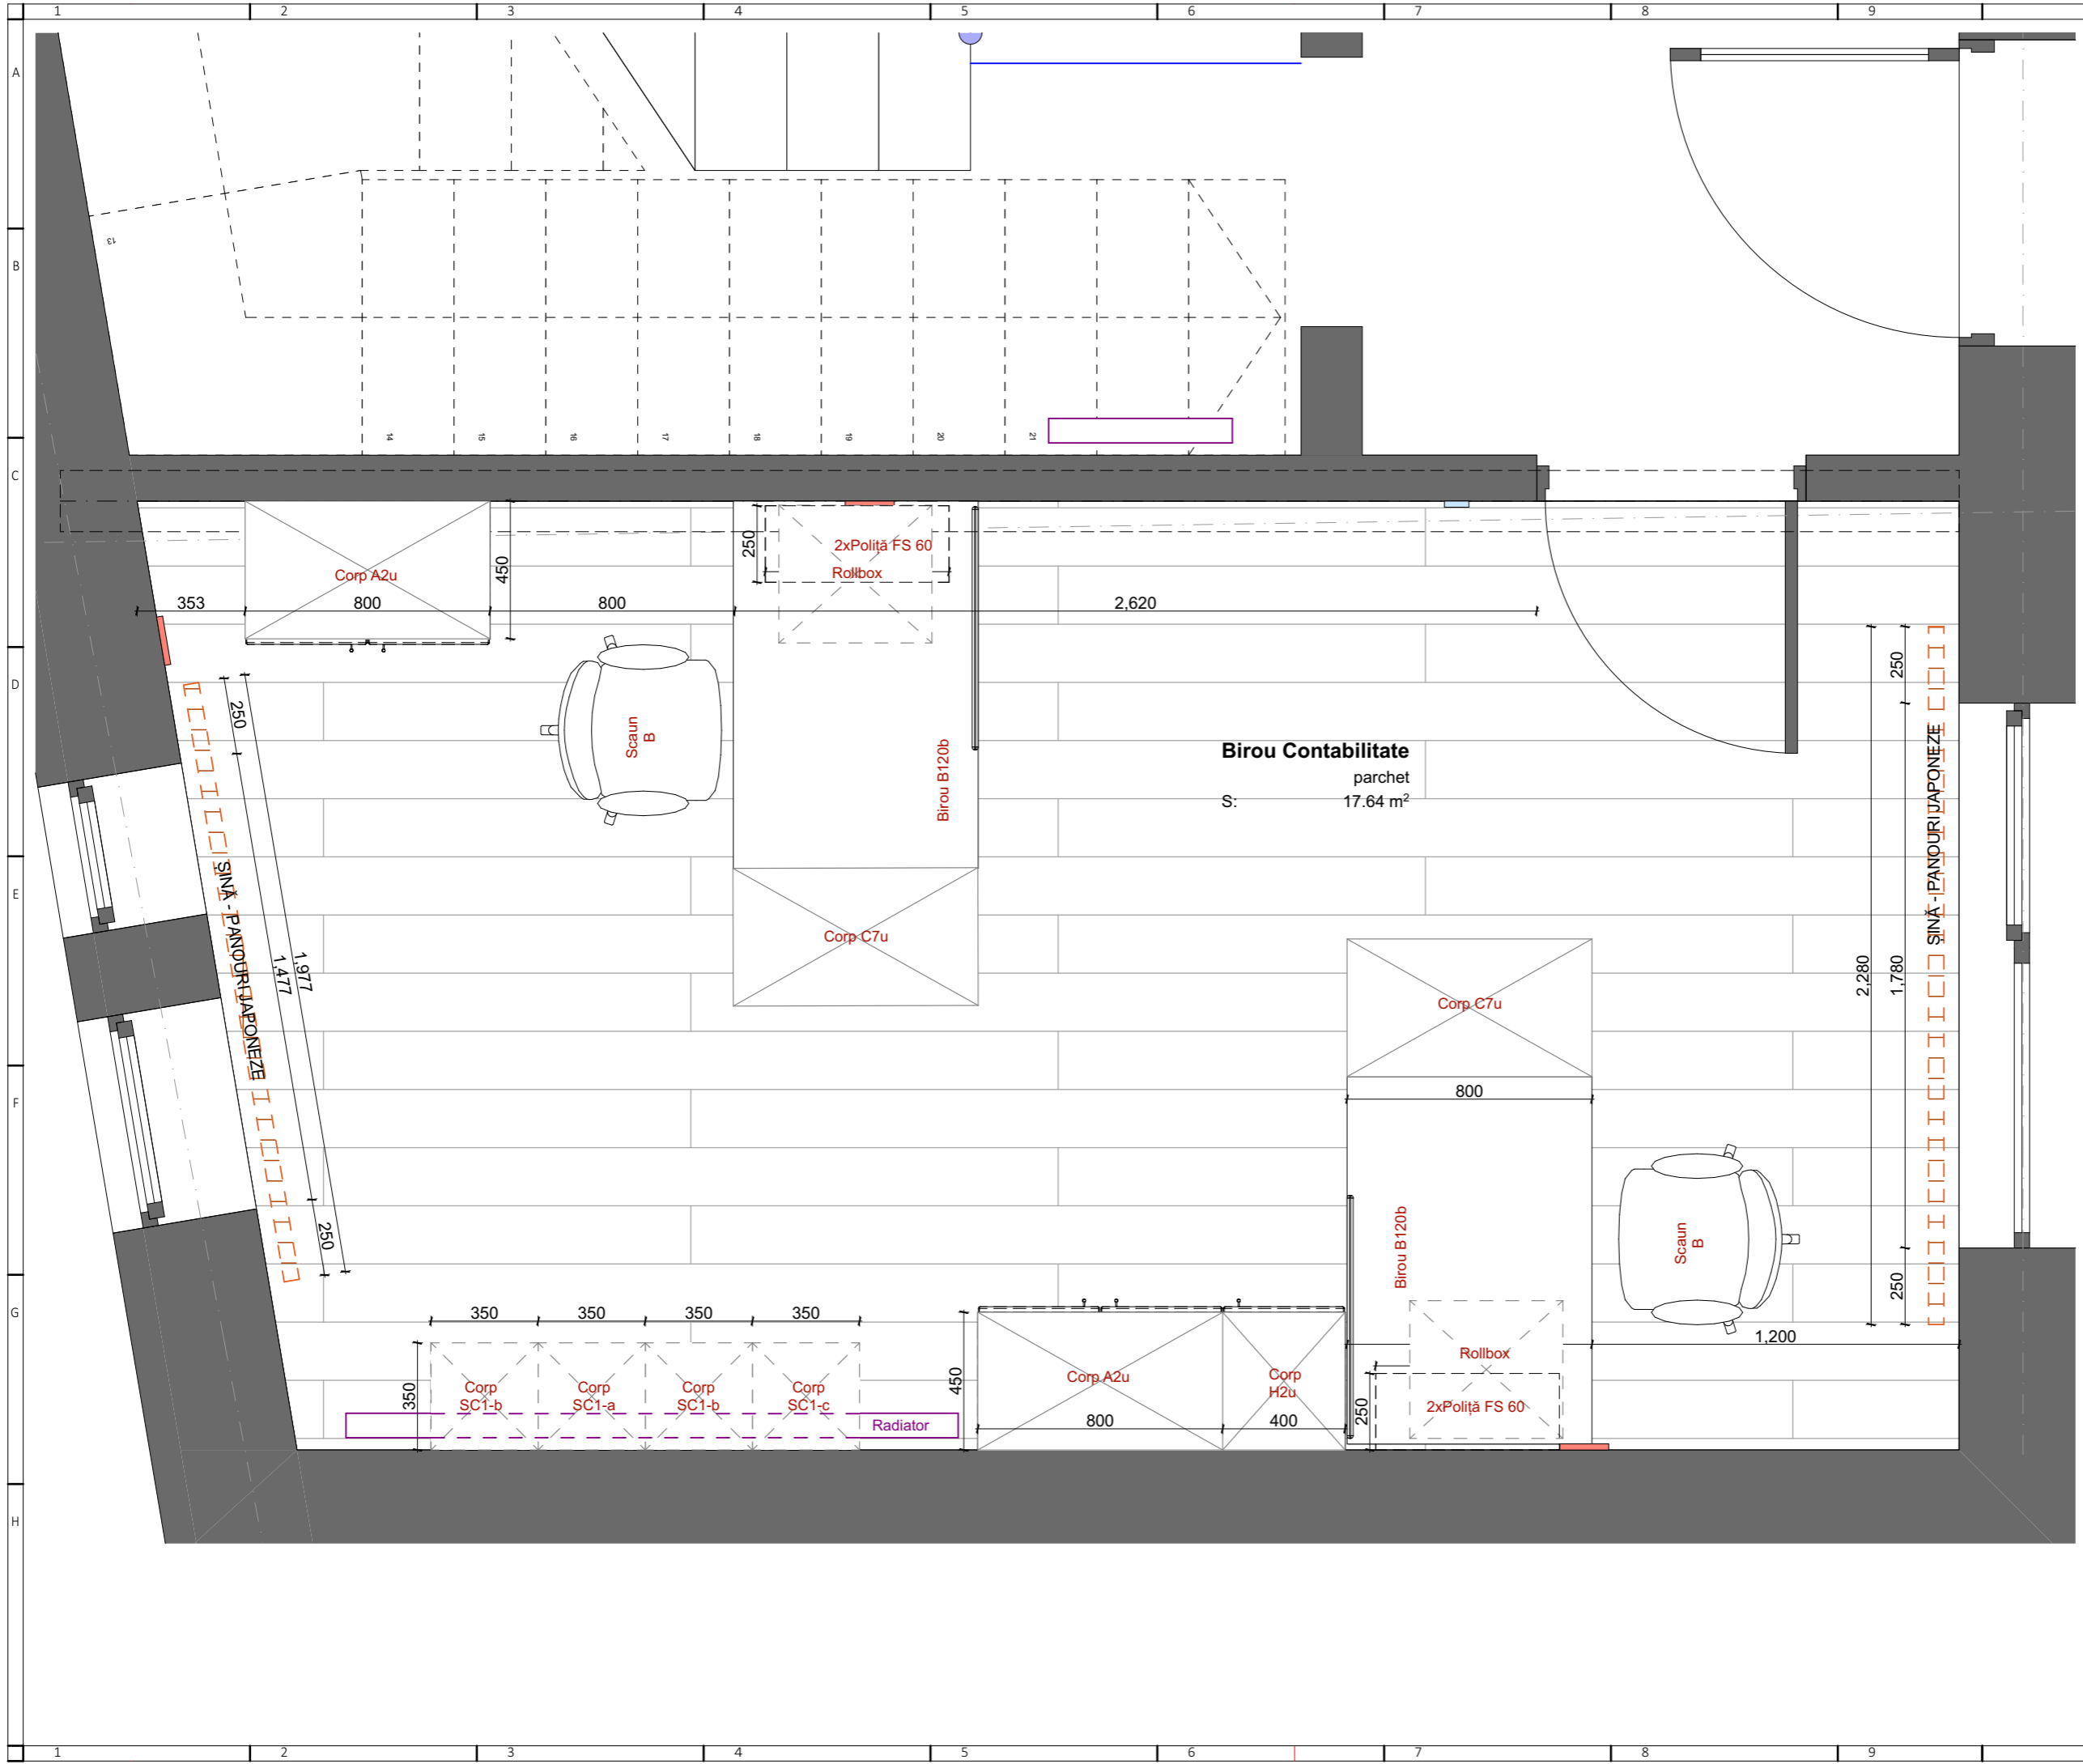 1 2 3 4 5 6 7 8 9
A
B
C
D
E
F
G
H
13
14 15 16 17 18 19 20 21
2xPoliță FS 60
Rollbox
250
Corp A2u
450
353 800 800 2,620
250
Scaun
B
Birou B120b
Birou Contabilitate
parchet
S: 17.64 m²
250
ȘINĂ - PANOURI JAPONEZE
2,280
1,780
250
ȘINĂ - PANOURI JAPONEZE
1,477
1,977
250
Corp C7u
Corp C7u
800
Birou B120b
Scaun
B
1,200
350 350 350 350
350
Corp
SC1-b
Corp
SC1-a
Corp
SC1-b
Corp
SC1-c
Radiator
450
Corp A2u
Corp
H2u
800 400
250
Rollbox
2xPoliță FS 60
1 2 3 4 5 6 7 8 9